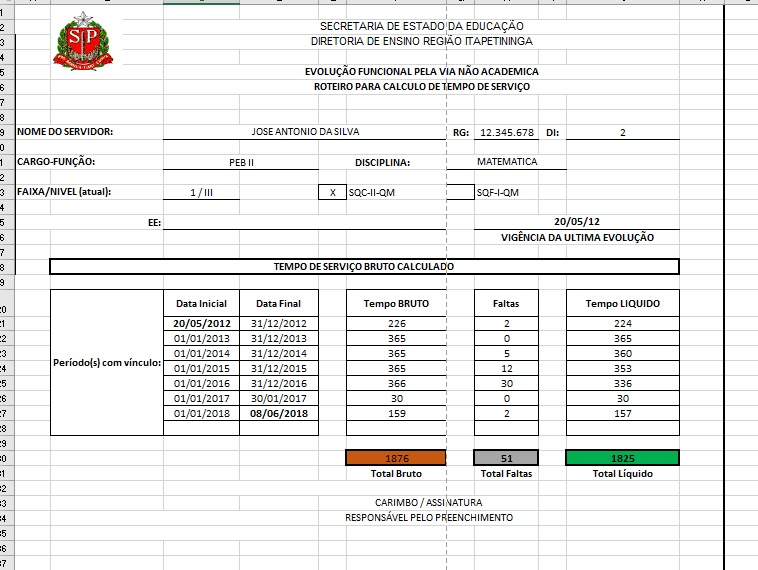 SP
SECRETARIA DE ESTADO DA EDUCAÇÃO
DIRETORIA DE ENSINO REGIÃO ITAPETININGA
EVOLUÇÃO FUNCIONAL PELA VIA NÃO ACADEMICA
ROTEIRO PARA CALCULO DE TEMPO DE SERVIÇO
NOME DO SERVIDOR: JOSE ANTONIO DA SILVA RG: 12.345.678 DI: 2
CARGO-FUNÇÃO: PEB II DISCIPLINA: MATEMATICA
FAIXA/NIVEL (atual): 1 / III X SQC-II-QM SQF-I-QM
EE: 20/05/12
VIGÊNCIA DA ULTIMA EVOLUÇÃO
TEMPO DE SERVIÇO BRUTO CALCULADO
Data Inicial Data Final Tempo BRUTO Faltas Tempo LIQUIDO
20/05/2012 31/12/2012 226 2 224
01/01/2013 31/12/2013 365 0 365
01/01/2014 31/12/2014 365 5 360
Período(s) com vínculo: 01/01/2015 31/12/2015 365 12 353
01/01/2016 31/12/2016 366 30 336
01/01/2017 30/01/2017 30 0 30
01/01/2018 08/06/2018 159 2 157
1876 51 1825
Total Bruto Total Faltas Total Líquido
CARIMBO / ASSINATURA
RESPONSÁVEL PELO PREENCHIMENTO